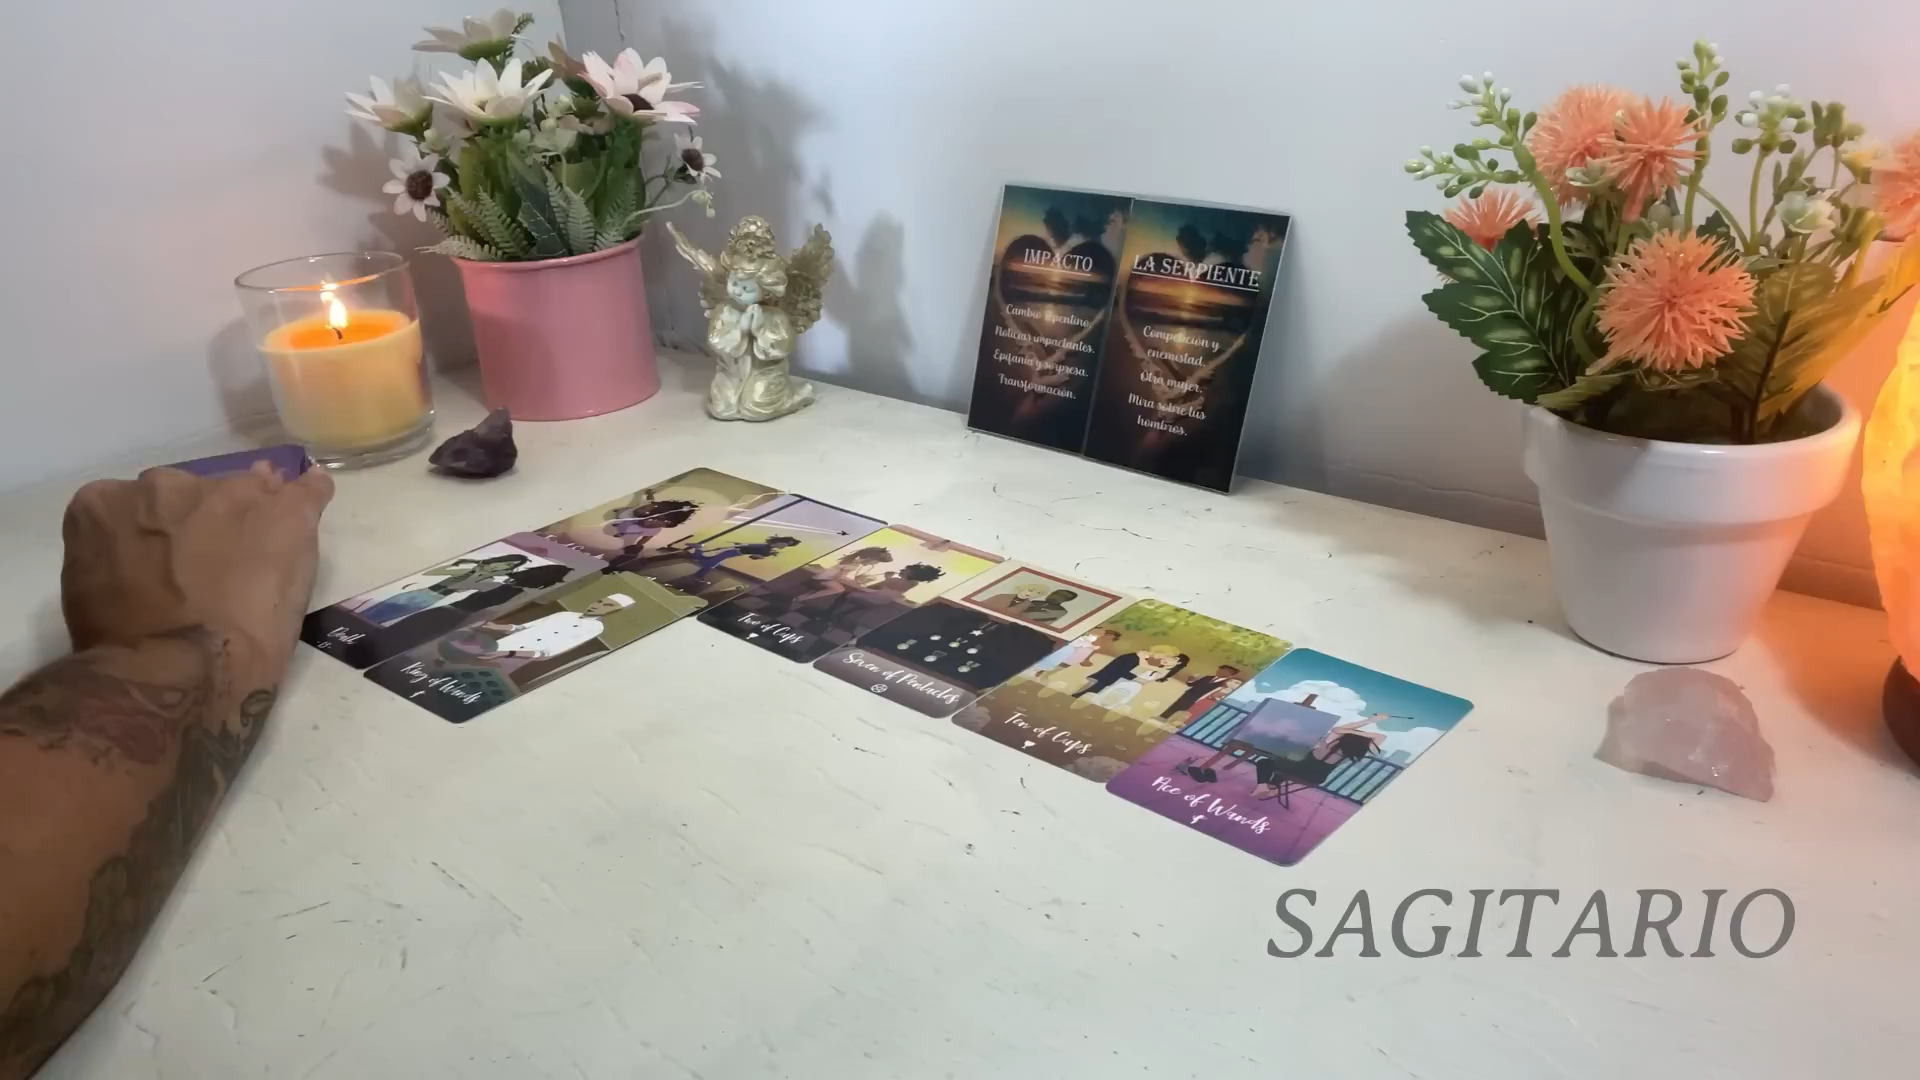 IMPACTO
Cambio repentino.
Noticias impactantes.
Epifanía y sorpresa.
Transformación.
LA SERPIENTE
Competición y
enemistad.
Otra mujer.
Mira sobre tus
hombros.
King of Wands
Two of Cups
Seven of Pentacles
Ten of Cups
Ace of Wands
SAGITARIO